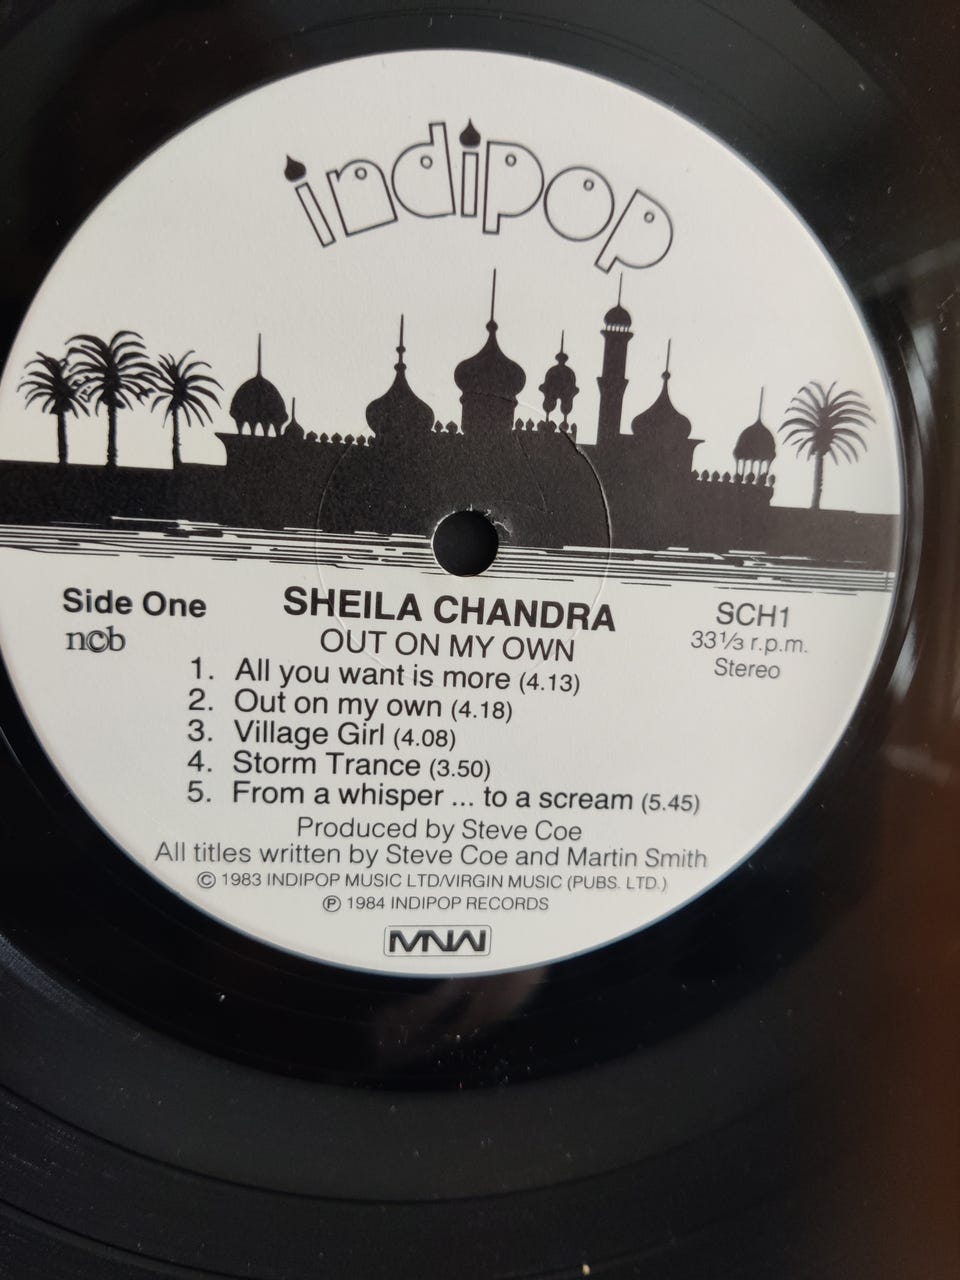 indipop
Side One
ncb
SHEILA CHANDRA
OUT ON MY OWN
SCH1
33⅓ r.p.m.
Stereo
1. All you want is more (4.13)
2. Out on my own (4.18)
3. Village Girl (4.08)
4. Storm Trance (3.50)
5. From a whisper ... to a scream (5.45)
Produced by Steve Coe
All titles written by Steve Coe and Martin Smith
© 1983 INDIPOP MUSIC LTD/VIRGIN MUSIC (PUBS. LTD.)
℗ 1984 INDIPOP RECORDS
MNW